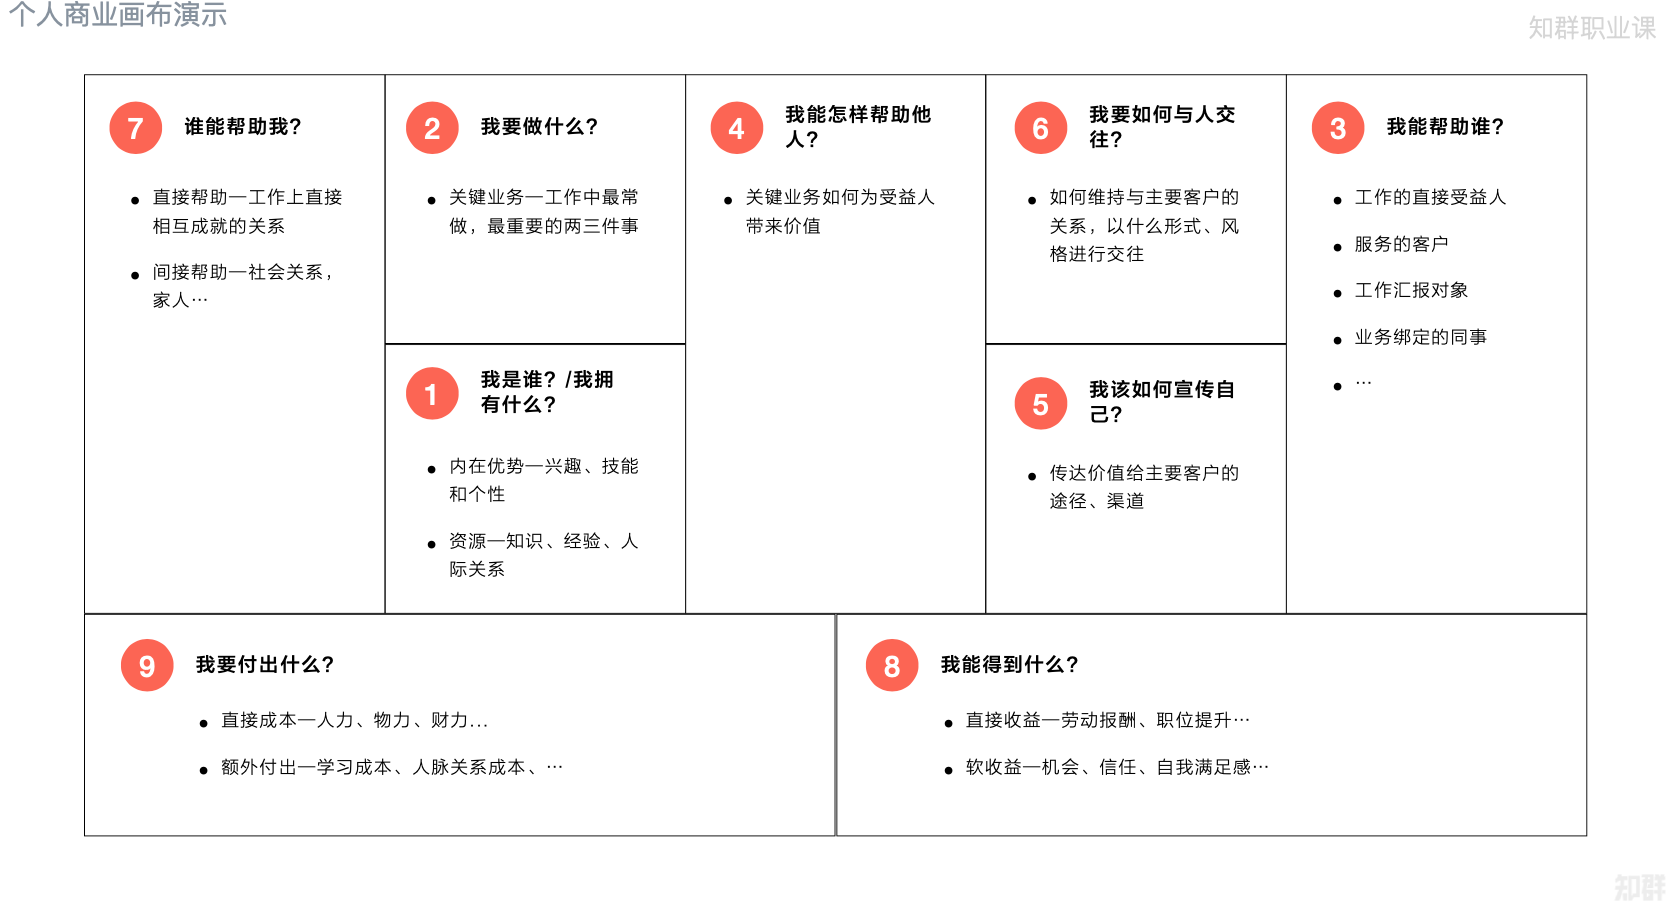 个人商业画布演示
知群职业课
7
谁能帮助我？
• 直接帮助—工作上直接
相互成就的关系
• 间接帮助—社会关系，
家人…
2
我要做什么？
• 关键业务—工作中最常
做，最重要的两三件事
1
我是谁？/我拥
有什么？
• 内在优势—兴趣、技能
和个性
• 资源—知识、经验、人
际关系
4
我能怎样帮助他
人？
• 关键业务如何为受益人
带来价值
6
我要如何与人交
往？
• 如何维持与主要客户的
关系，以什么形式、风
格进行交往
5
我该如何宣传自
己？
• 传达价值给主要客户的
途径、渠道
3
我能帮助谁？
• 工作的直接受益人
• 服务的客户
• 工作汇报对象
• 业务绑定的同事
• …
9
我要付出什么？
• 直接成本—人力、物力、财力...
• 额外付出—学习成本、人脉关系成本、…
8
我能得到什么？
• 直接收益—劳动报酬、职位提升…
• 软收益—机会、信任、自我满足感…
知群